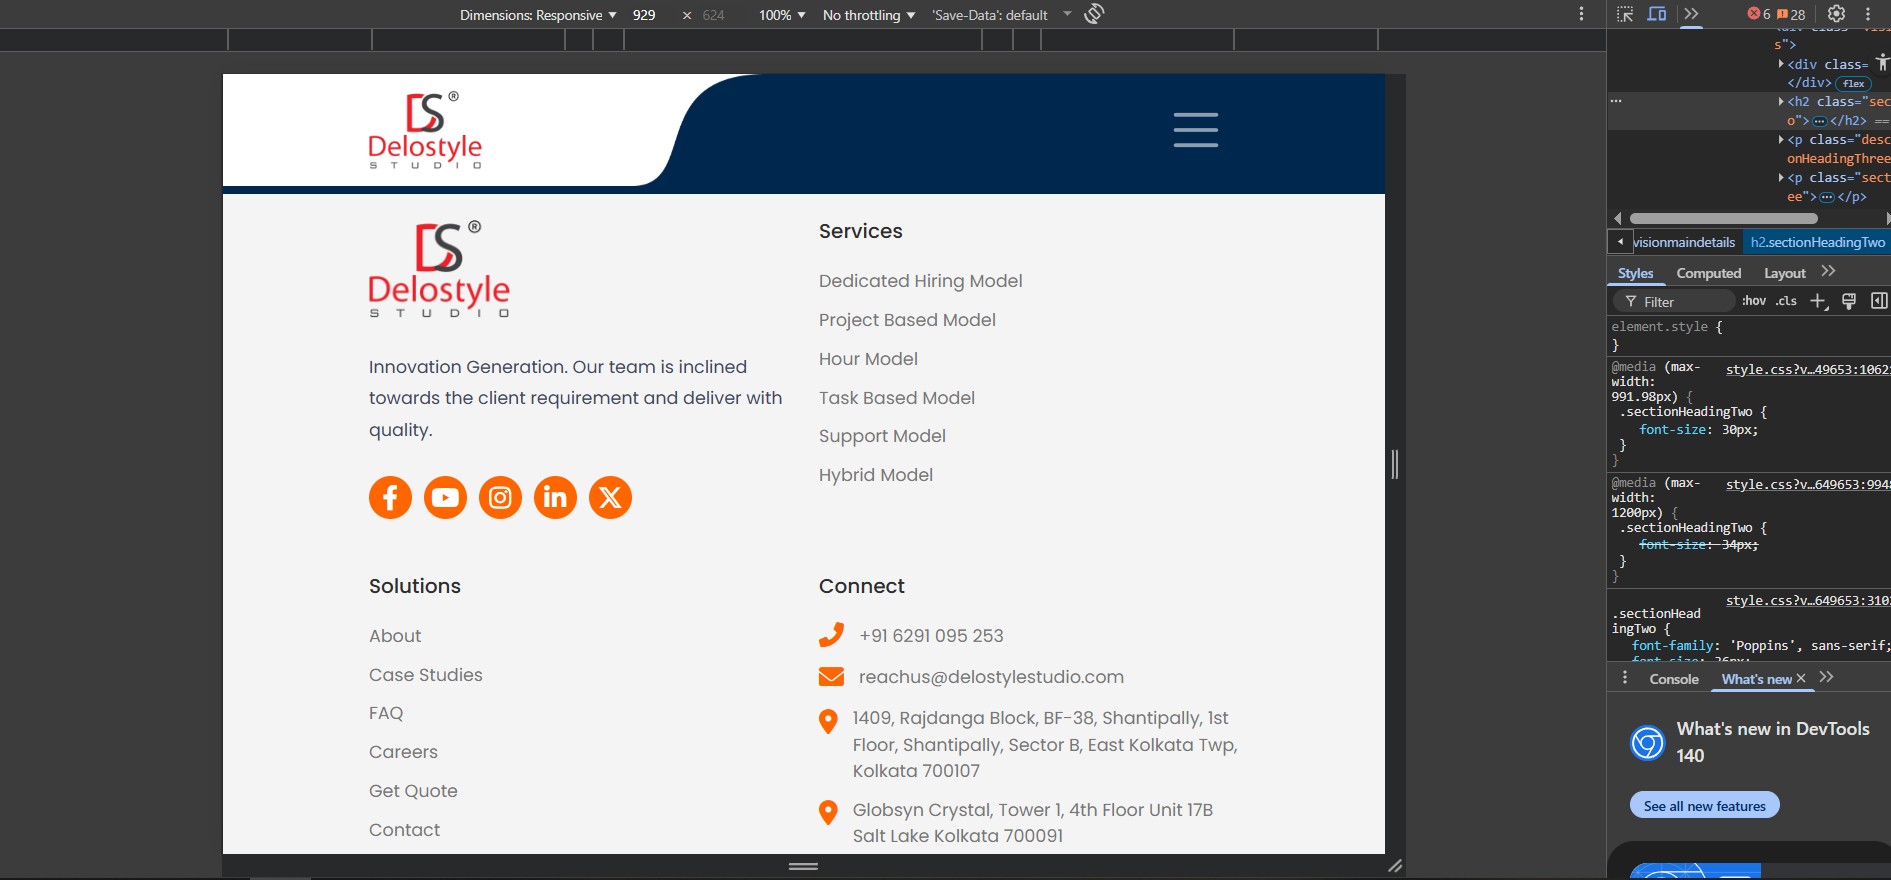 Dimensions: Responsive 929 × 624 100% No throttling 'Save-Data': default
6 28
s">
<div class=
</div> flex
<h2 class="sec
o"> … </h2> ==
<p class="desc
onHeadingThree
<p class="sect
ee"> … </p>
visionmaindetails h2.sectionHeadingTwo
Styles Computed Layout
Filter :hov .cls
element.style {
}
@media (max-width: 991.98px) { style.css?v…49653:1062
.sectionHeadingTwo {
font-size: 30px;
}
}
@media (max-width: 1200px) { style.css?v…649653:994
.sectionHeadingTwo {
font-size: 34px;
}
}
style.css?v…649653:310
.sectionHead
ingTwo {
font-family: 'Poppins', sans-serif;
Console What's new
What's new in DevTools
140
See all new features
DS ®
Delostyle
STUDIO
DS ®
Delostyle
STUDIO
Innovation Generation. Our team is inclined
towards the client requirement and deliver with
quality.
Services
Dedicated Hiring Model
Project Based Model
Hour Model
Task Based Model
Support Model
Hybrid Model
Solutions
About
Case Studies
FAQ
Careers
Get Quote
Contact
Connect
+91 6291 095 253
reachus@delostylestudio.com
1409, Rajdanga Block, BF-38, Shantipally, 1st
Floor, Shantipally, Sector B, East Kolkata Twp,
Kolkata 700107
Globsyn Crystal, Tower 1, 4th Floor Unit 17B
Salt Lake Kolkata 700091